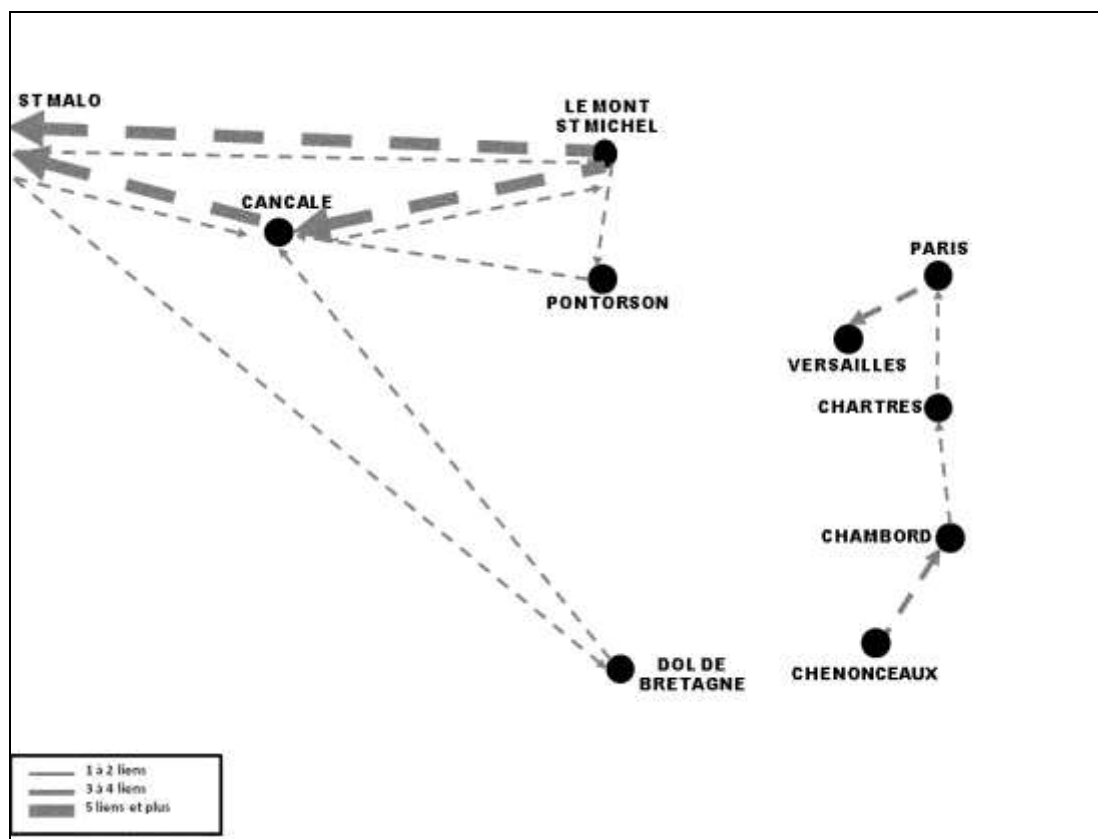 ST MALO
LE MONT
ST MICHEL
CANCALE
PONTORSON
PARIS
VERSAILLES
CHARTRES
CHAMBORD
CHENONCEAUX
DOL DE
BRETAGNE
1 à 2 liens
3 à 4 liens
5 liens et plus